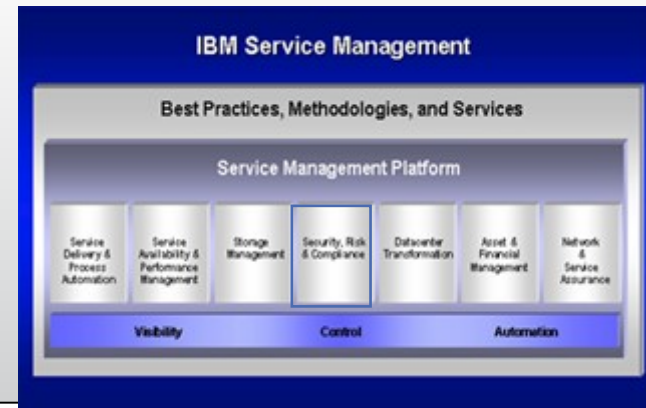 IBM Service Management
Best Practices, Methodologies, and Services
Service Management Platform
Service
Delivery &
Process
Automation
Service
Availability &
Performance
Management
Storage
Management
Security, Risk
& Compliance
Datacenter
Transformation
Asset &
Financial
Management
Network
&
Service
Assurance
Visibility
Control
Automation